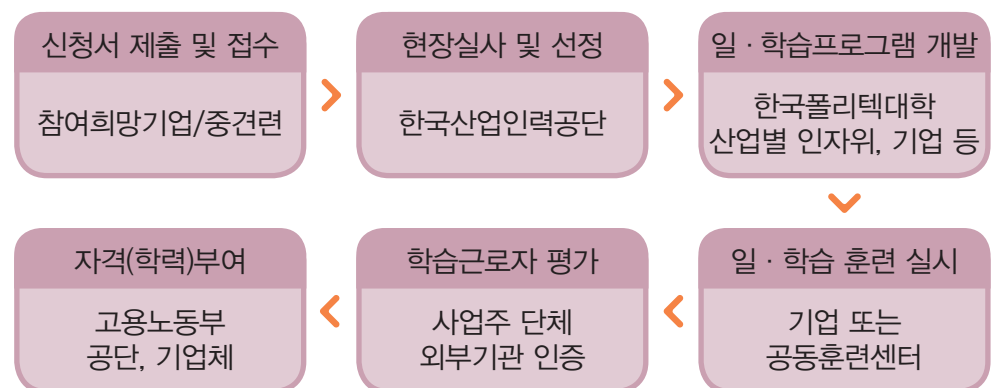 신청서 제출 및 접수
참여희망기업/중견련
현장실사 및 선정
한국산업인력공단
일 · 학습프로그램 개발
한국폴리텍대학
산업별 인자위, 기업 등
일 · 학습 훈련 실시
기업 또는
공동훈련센터
학습근로자 평가
사업주 단체
외부기관 인증
자격(학력)부여
고용노동부
공단, 기업체